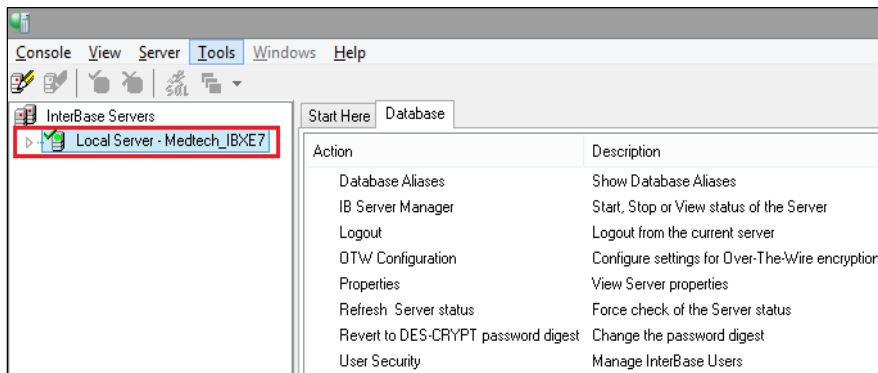 Console View Server Tools Windows Help
InterBase Servers
Local Server - Medtech_IBXE7
Start Here Database
Action Description
Database Aliases Show Database Aliases
IB Server Manager Start, Stop or View status of the Server
Logout Logout from the current server
OTW Configuration Configure settings for Over-The-Wire encryption
Properties View Server properties
Refresh Server status Force check of the Server status
Revert to DES-CRYPT password digest Change the password digest
User Security Manage InterBase Users